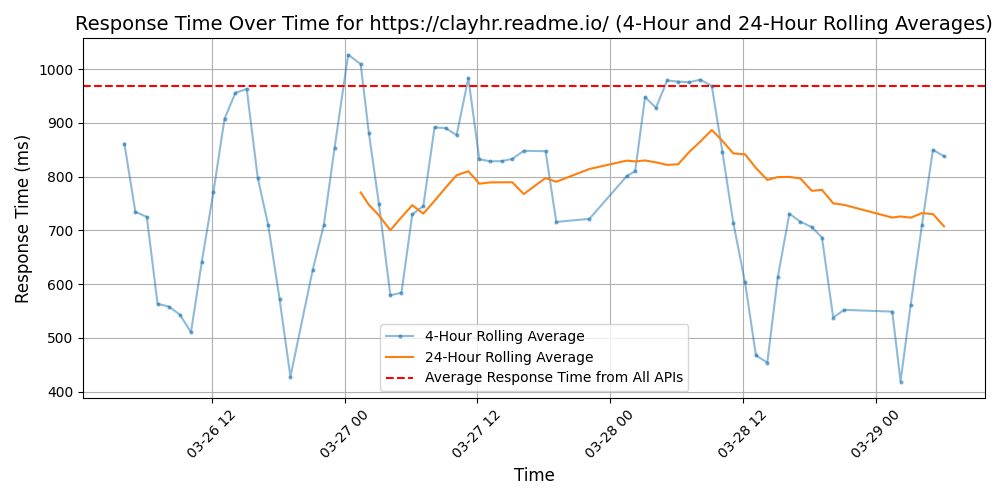 Response Time Over Time for https://clayhr.readme.io/ (4-Hour and 24-Hour Rolling Averages)
Response Time (ms)
1000
900
800
700
600
500
400
4-Hour Rolling Average
24-Hour Rolling Average
Average Response Time from All APIs
03-26 12
03-27 00
03-27 12
03-28 00
03-28 12
03-29 00
Time